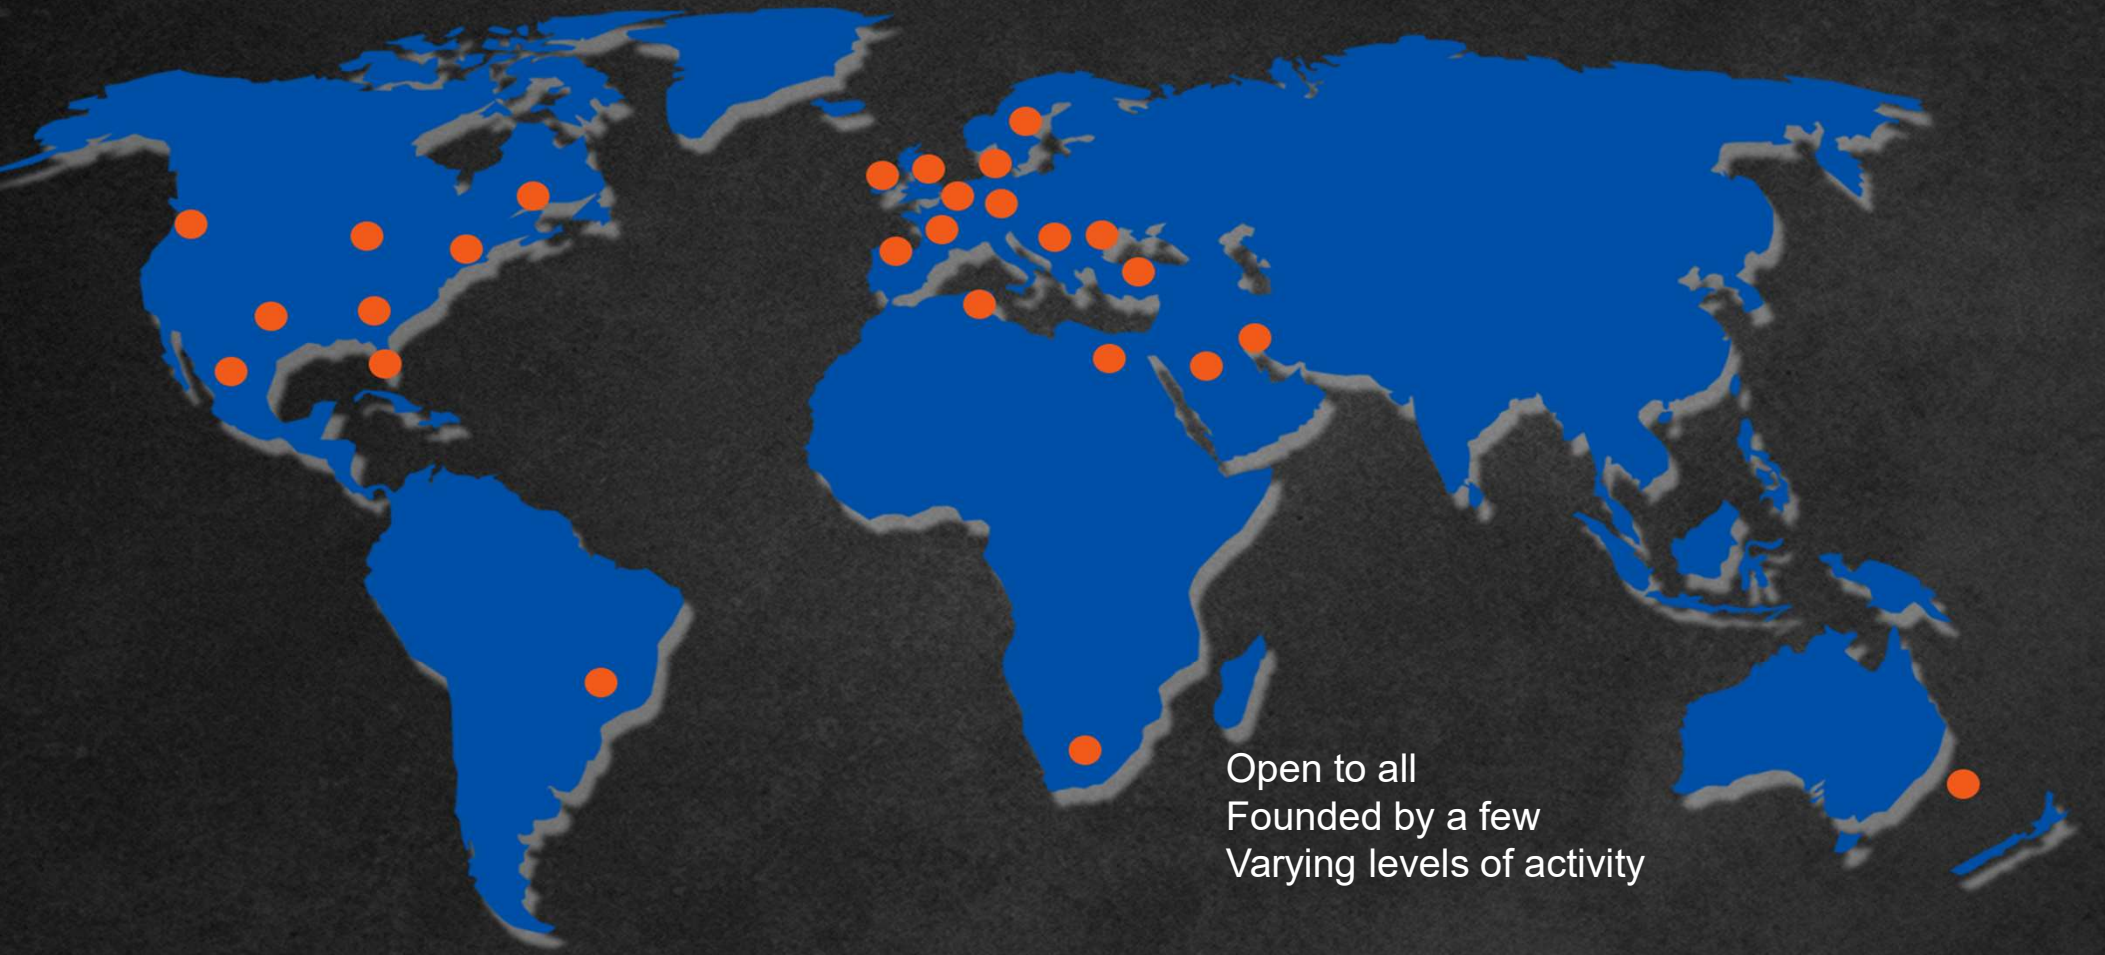 Open to all
Founded by a few
Varying levels of activity